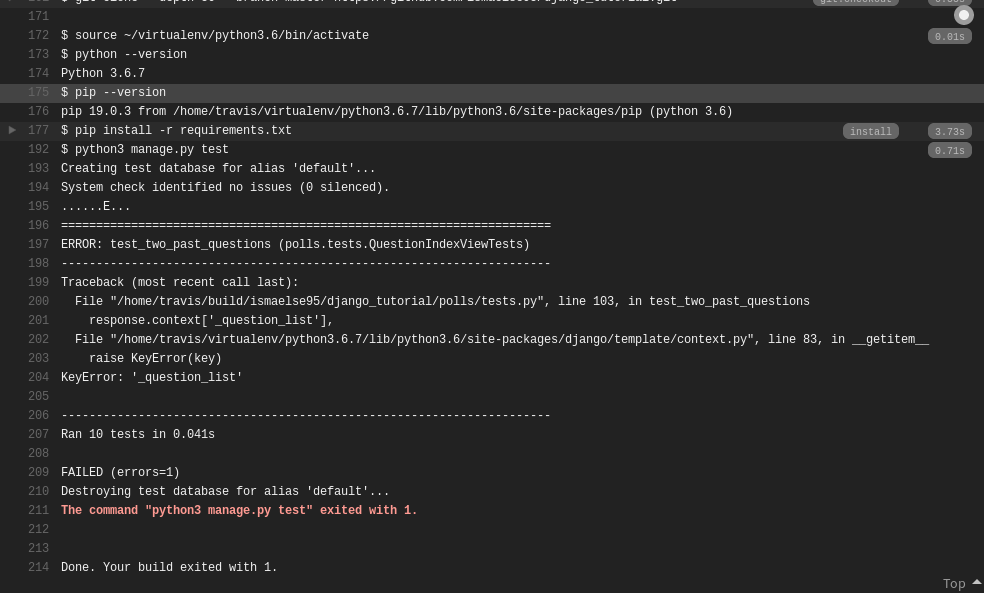 171
172 $ source ~/virtualenv/python3.6/bin/activate 0.01s
173 $ python --version
174 Python 3.6.7
175 $ pip --version
176 pip 19.0.3 from /home/travis/virtualenv/python3.6.7/lib/python3.6/site-packages/pip (python 3.6)
177 $ pip install -r requirements.txt install 3.73s
192 $ python3 manage.py test 0.71s
193 Creating test database for alias 'default'...
194 System check identified no issues (0 silenced).
195 ......E...
196 ======================================================================
197 ERROR: test_two_past_questions (polls.tests.QuestionIndexViewTests)
198 ----------------------------------------------------------------------
199 Traceback (most recent call last):
200   File "/home/travis/build/ismaelse95/django_tutorial/polls/tests.py", line 103, in test_two_past_questions
201     response.context['_question_list'],
202   File "/home/travis/virtualenv/python3.6.7/lib/python3.6/site-packages/django/template/context.py", line 83, in __getitem__
203     raise KeyError(key)
204 KeyError: '_question_list'
205
206 ----------------------------------------------------------------------
207 Ran 10 tests in 0.041s
208
209 FAILED (errors=1)
210 Destroying test database for alias 'default'...
211 The command "python3 manage.py test" exited with 1.
212
213
214 Done. Your build exited with 1.
Top